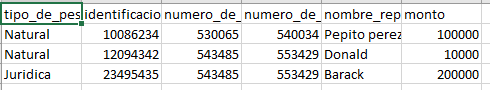 tipo_de_pes identificacio numero_de_ numero_de_ nombre_rep monto
Natural 10086234 530065 540034 Pepito perez 100000
Natural 12094342 543485 553429 Donald 10000
Juridica 23495435 543485 553429 Barack 200000